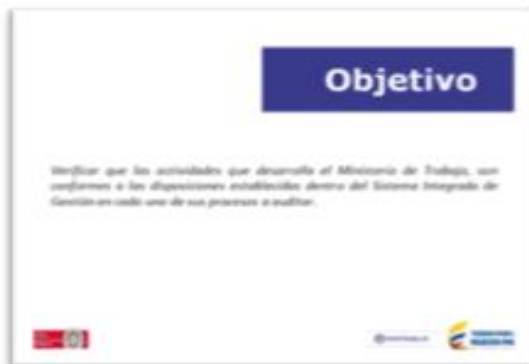 Objetivo
Verificar que las actividades que desarrolla el Ministerio de Trabajo, son
conformes a las disposiciones establecidas dentro del Sistema Integrado de
Gestión en cada uno de sus procesos a auditar.